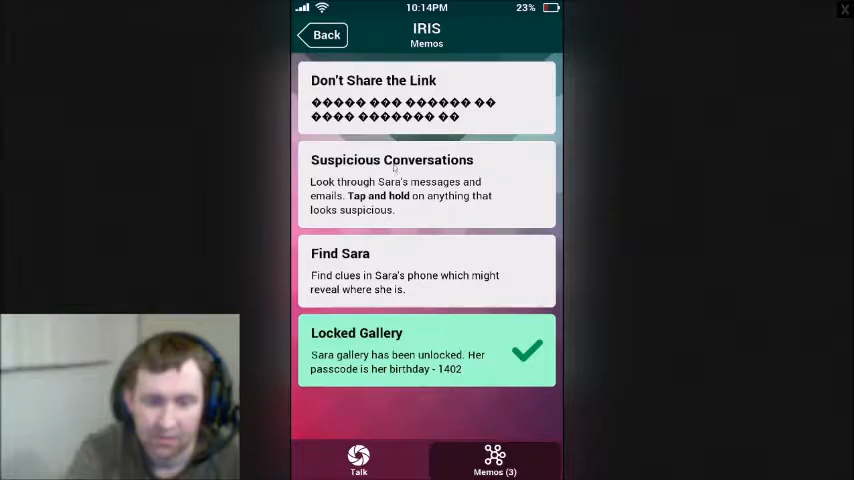 10:14PM
23%
X
Back
IRIS
Memos
Don't Share the Link
����� ��� ������ ��
���� ������� ��
Suspicious Conversations
Look through Sara's messages and
emails. Tap and hold on anything that
looks suspicious.
Find Sara
Find clues in Sara's phone which might
reveal where she is.
Locked Gallery
Sara gallery has been unlocked. Her
passcode is her birthday - 1402
Talk
Memos (3)